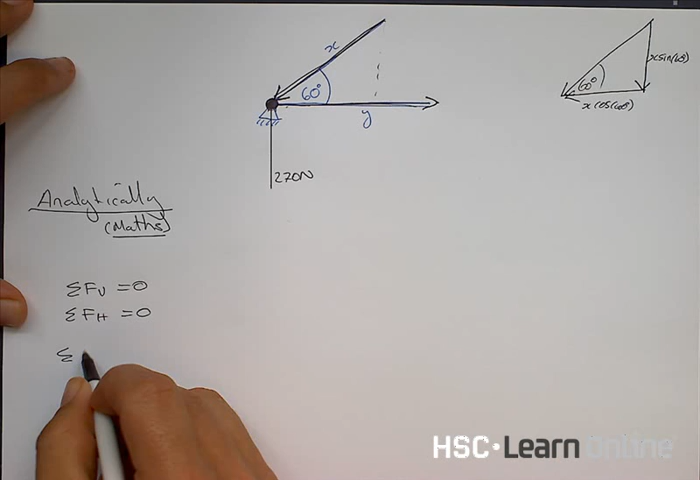 x
60°
y
270N
60°
x sin(60)
x cos(60)
Analytically
(Maths)
ΣFv = 0
ΣFH = 0
Σ
HSC•Learn Online